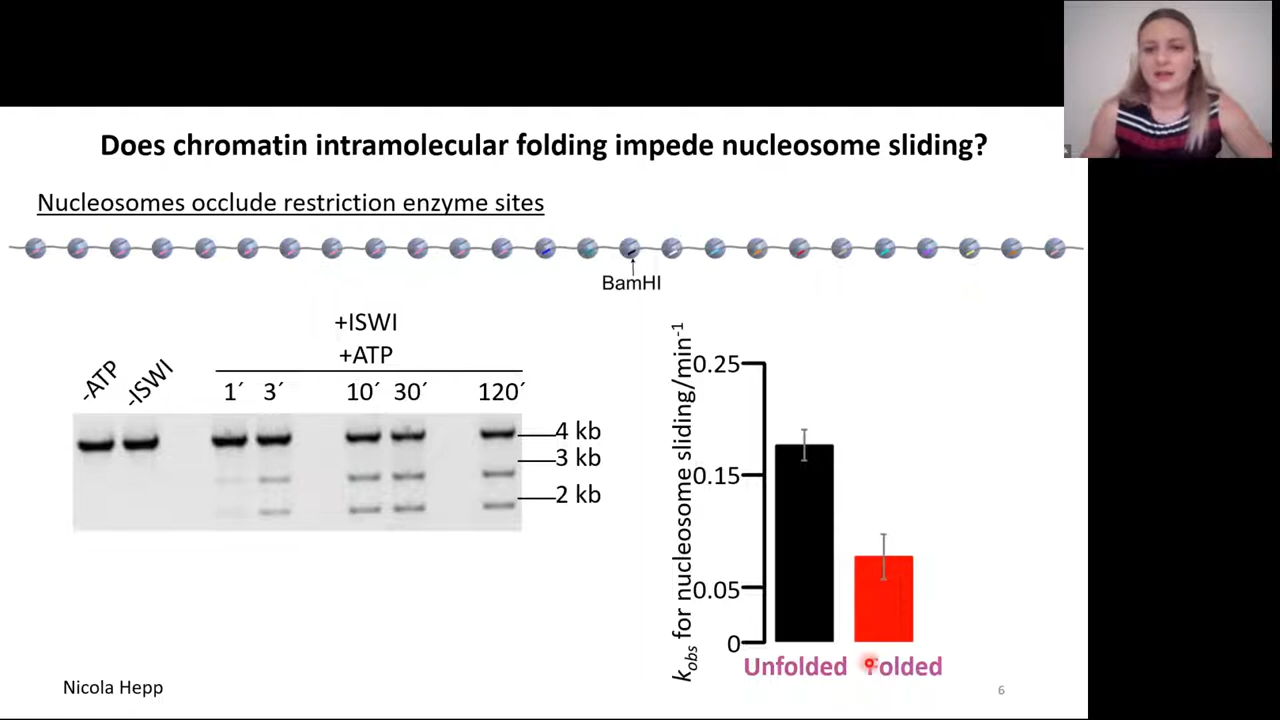 Does chromatin intramolecular folding impede nucleosome sliding?
Nucleosomes occlude restriction enzyme sites
BamHI
+ISWI
+ATP
-ATP
-ISWI
1´ 3´ 10´ 30´ 120´
4 kb
3 kb
2 kb
kobs for nucleosome sliding/min-1
0.25
0.15
0.05
0
Unfolded Folded
Nicola Hepp
6